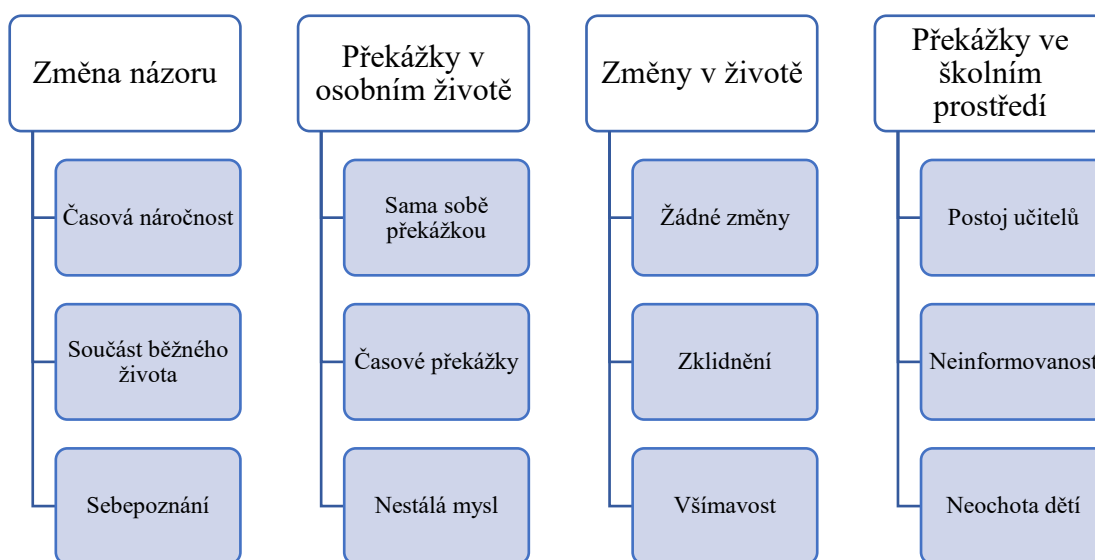 Změna názoru
Časová náročnost
Součást běžného
života
Sebepoznání
Překážky v
osobním životě
Sama sobě
překážkou
Časové překážky
Nestálá mysl
Změny v životě
Žádné změny
Zklidnění
Všímavost
Překážky ve
školním
prostředí
Postoj učitelů
Neinformovanost
Neochota dětí